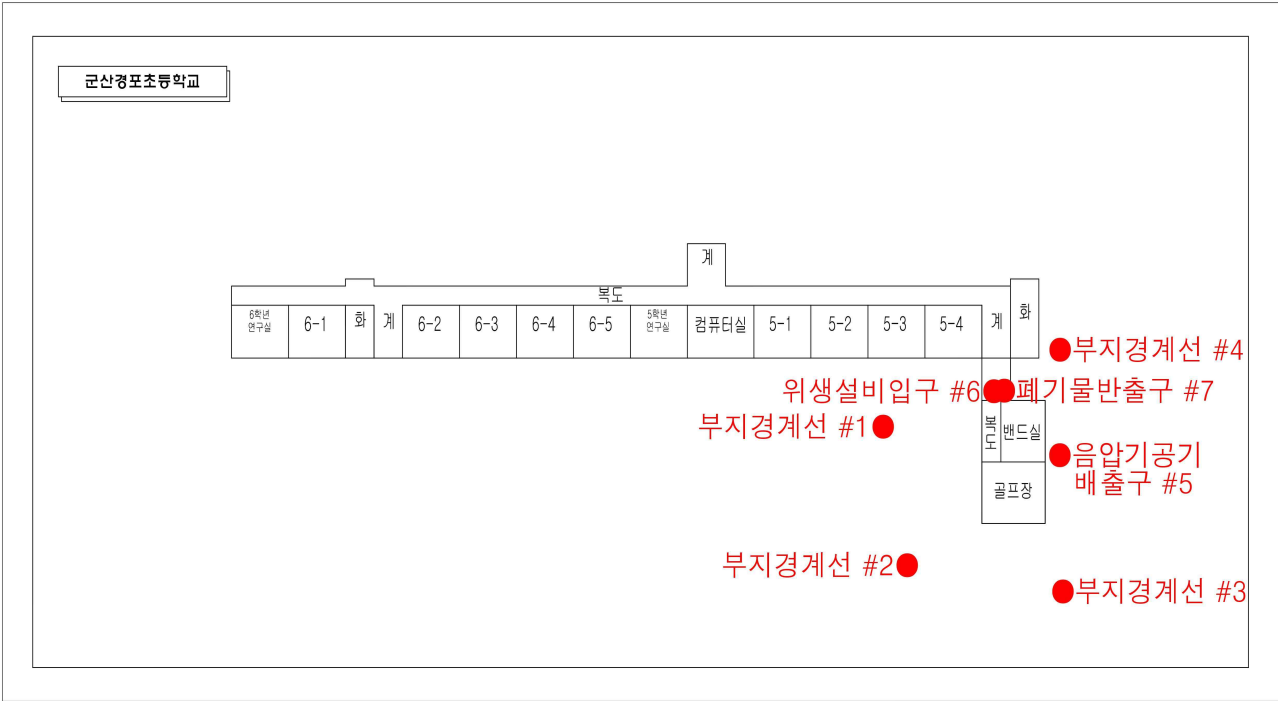 군산경포초등학교
계
복도
6학년
연구실
6-1
화
계
6-2
6-3
6-4
6-5
5학년
연구실
컴퓨터실
5-1
5-2
5-3
5-4
계
화
부지경계선 #4
위생설비입구 #6
폐기물반출구 #7
부지경계선 #1
복도
밴드실
음압기공기
배출구 #5
골프장
부지경계선 #2
부지경계선 #3